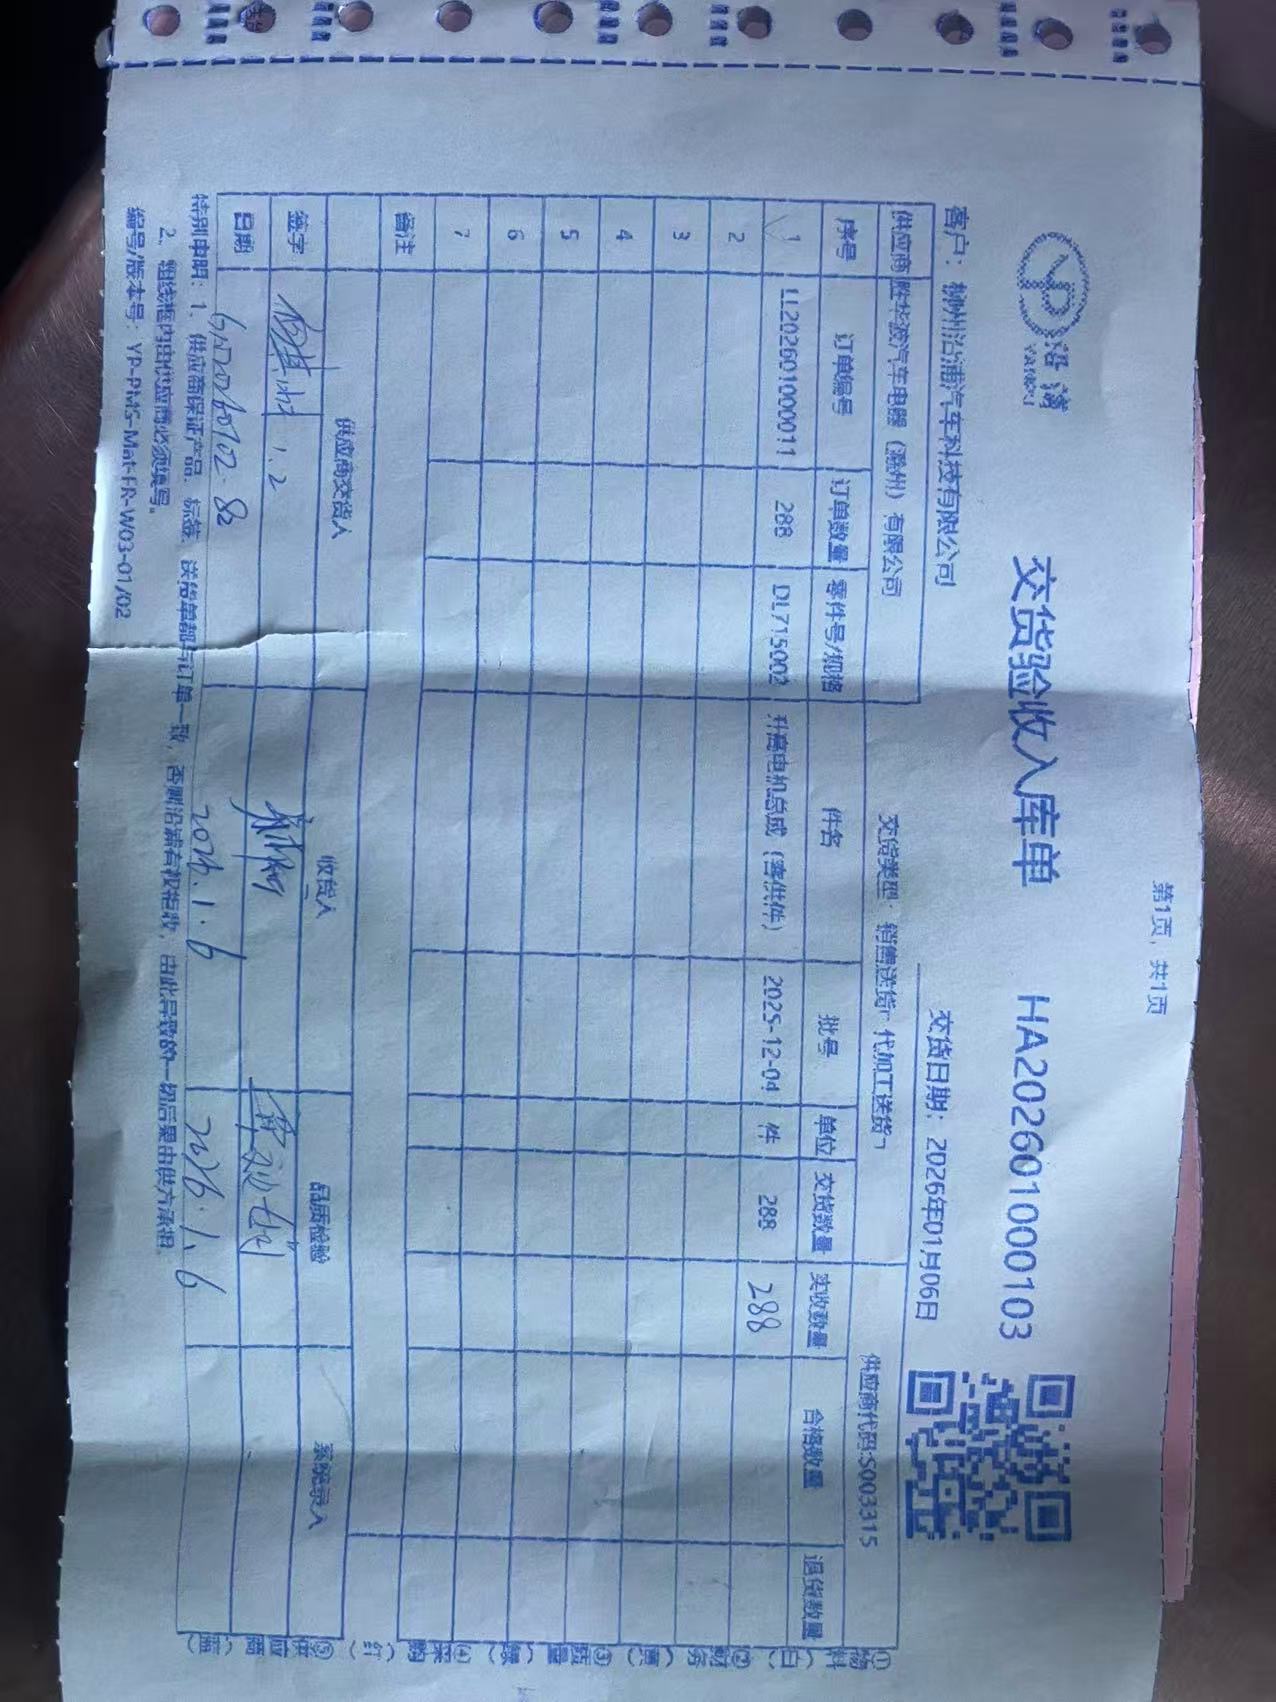 第1页，共1页
沿浦
YANPU
交货验收入库单
HA202601000103
客户：柳州沿浦汽车科技有限公司
交货日期：2026年01月06日
供应商 胜华波汽车电器（滁州）有限公司 交货类型：销售送货 代加工送货 供应商代码:S003315
序号 订单编号 订单数量 零件号/规格 件名 批号 单位 交货数量 实收数量 合格数量 退货数量
1 LL202601000011 288 DL715002 升高电机总成（客供件） 2025-12-04 件 288 288
2
3
4
5
6
7
备注
供应商交货人 收货人 品质检验 系统录入
签字 1.2
日期 2026.1.6 2026.1.6
特别申明：1、供应商保证产品、标签、送货单都与订单一致，否则沿浦有权拒收，由此导致的一切后果由供方承担。
2、粗线框内由供应商必须填写。
编号/版本号：YP-PMS-Mat-FR-W03-01/02
①物料（白）②财务（黄）③质量（绿）④采购（红）⑤供应商（蓝）